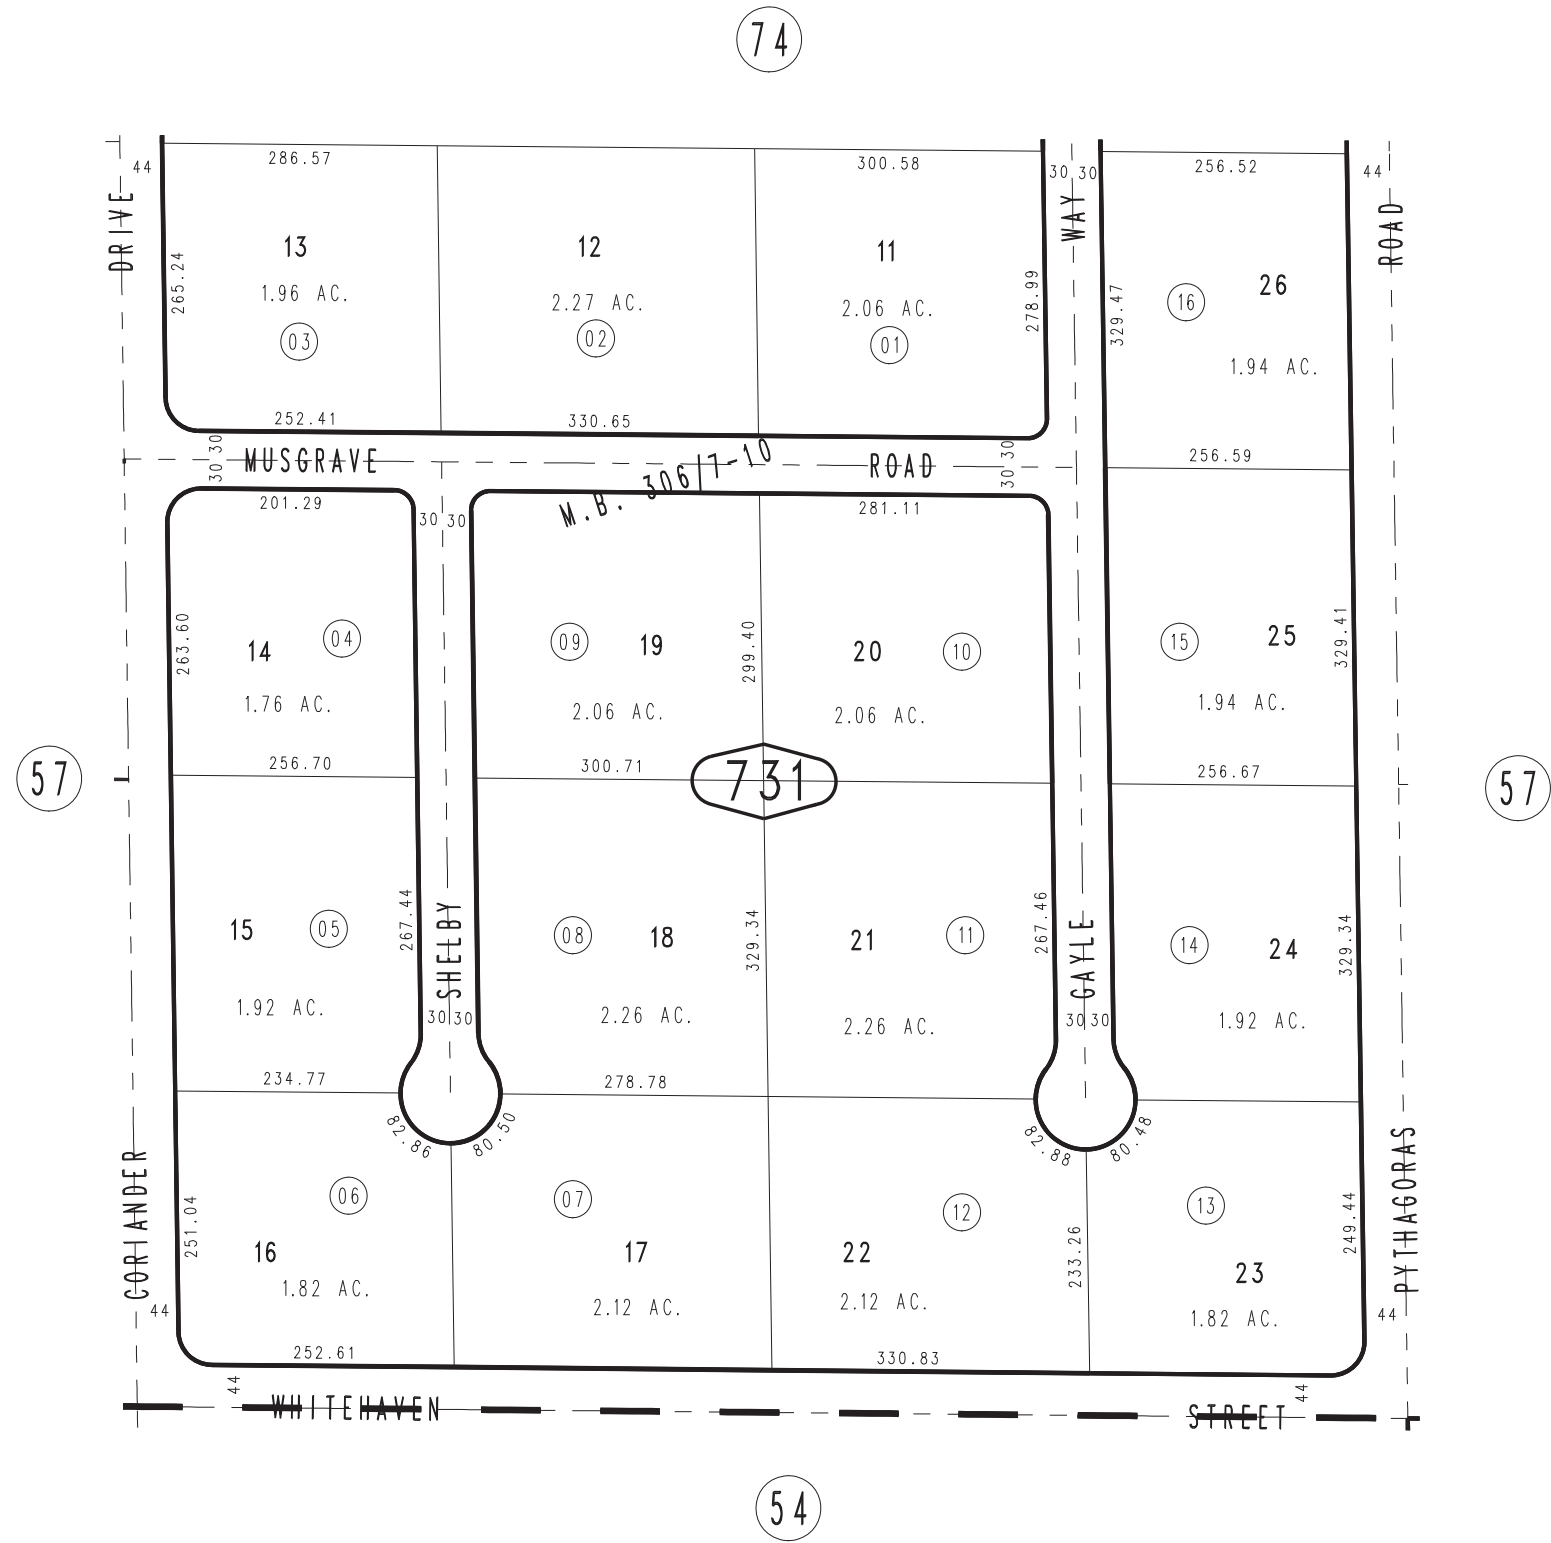 74
286.57
300.58
256.52
44
30 30
44
DRIVE
WAY
ROAD
13
12
11
26
265.24
1.96 AC.
2.27 AC.
2.06 AC.
278.99
329.47
16
03
02
01
1.94 AC.
252.41
330.65
256.59
30 30
MUSGRAVE
M.B. 306/7-10
ROAD
30 30
201.29
30 30
281.11
263.60
14
04
09
19
299.40
20
10
15
25
329.41
1.76 AC.
2.06 AC.
2.06 AC.
1.94 AC.
256.70
300.71
731
256.67
57
57
15
05
267.44
SHELBY
08
18
329.34
21
11
267.46
GAYLE
14
24
329.34
1.92 AC.
2.26 AC.
2.26 AC.
1.92 AC.
30 30
30 30
234.77
278.78
82.86
80.50
82.88
80.48
CORIANDER
PYTHAGORAS
251.04
06
07
12
13
249.44
16
17
22
233.26
23
1.82 AC.
2.12 AC.
2.12 AC.
1.82 AC.
44
44
252.61
330.83
44
44
WHITEHAVEN
STREET
54